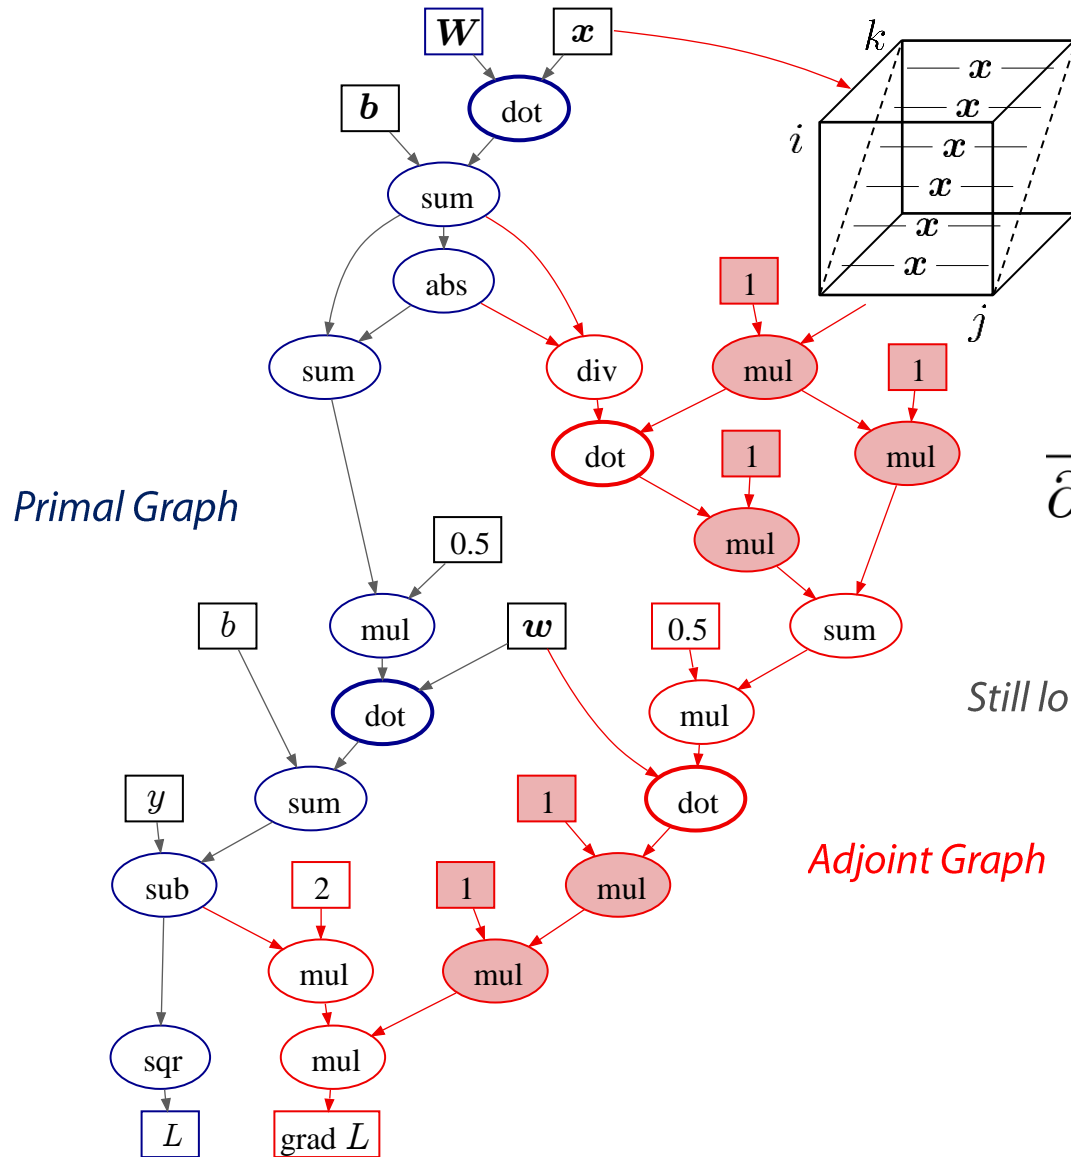 W
x
k
x
b
dot
x
i
x
sum
x
x
abs
x
1
j
sum
div
mul
1
dot
1
mul
Primal Graph
∂
0.5
mul
b
mul
w
0.5
sum
Still lo
dot
mul
y
sum
1
dot
Adjoint Graph
sub
2
1
mul
mul
mul
sqr
mul
L
grad L